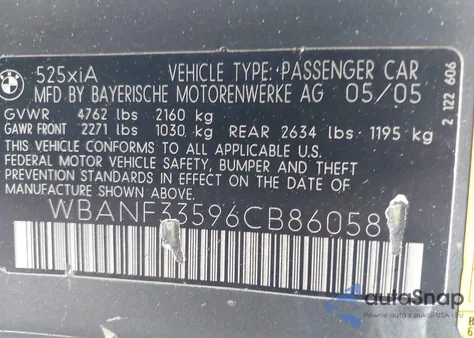 525xiA VEHICLE TYPE: PASSENGER CAR
MFD BY BAYERISCHE MOTORENWERKE AG 05/05
GVWR 4762 lbs 2160 kg
GAWR FRONT 2271 lbs 1030 kg. REAR 2634 lbs: 1195 kg
THIS VEHICLE CONFORMS TO ALL APPLICABLE
FEDERAL MOTOR VEHICLE SAFETY, BUMPER AND THEFT
PREVENTION STANDARDS IN EFFECT ON THE DATE OF
MANUFACTURE SHOWN ABOVE.
WBANF33596CB86058
2 122 606
autoSnap
Autoryzowane